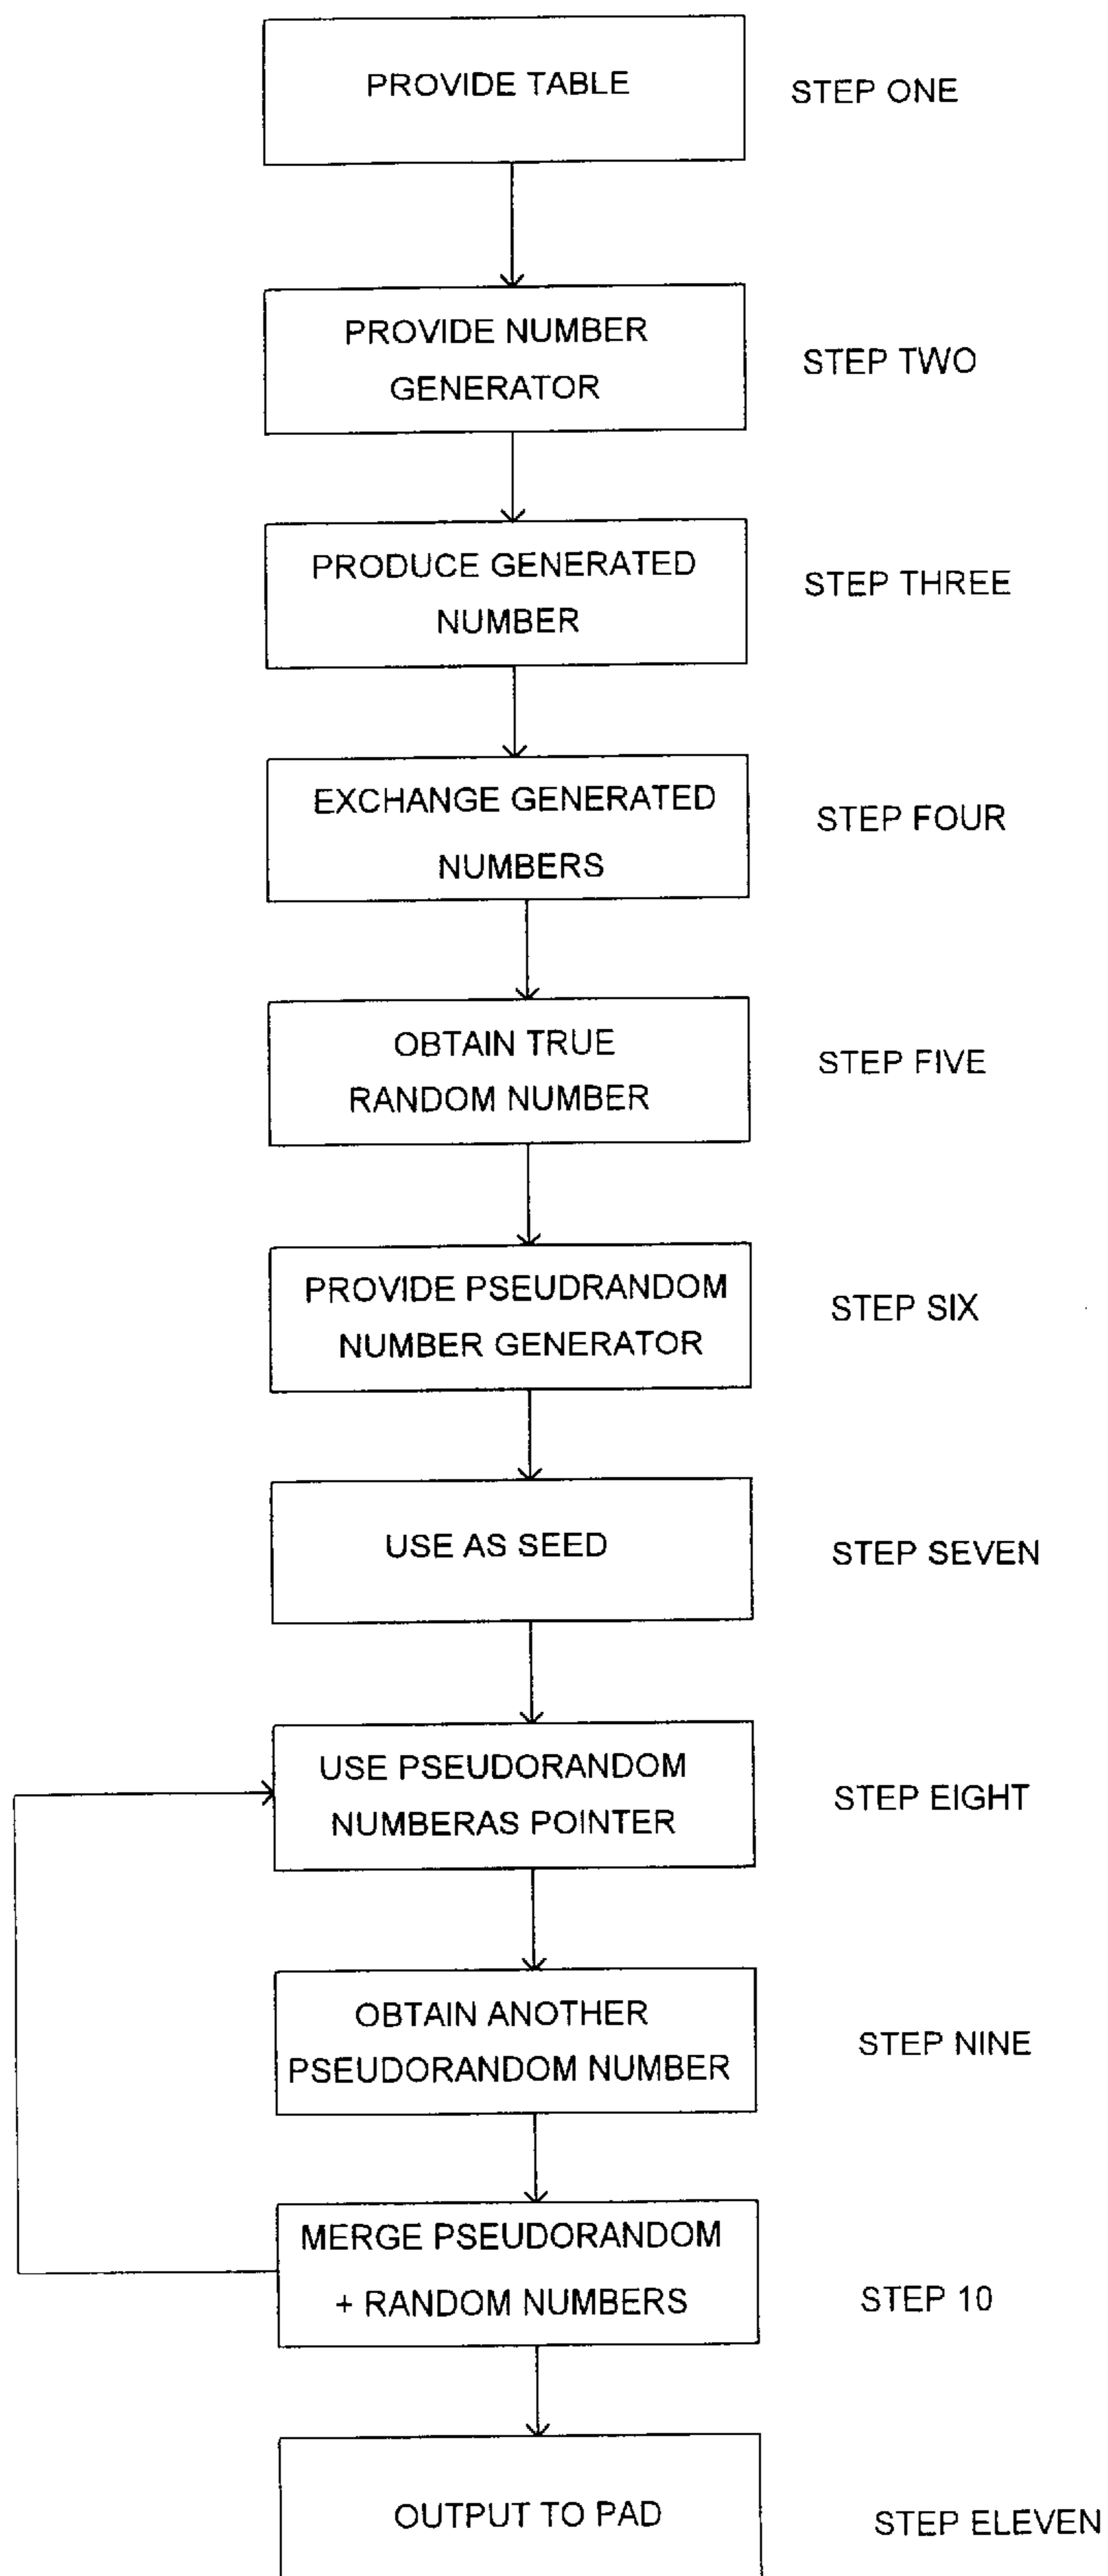 PROVIDE TABLE
STEP ONE
PROVIDE NUMBER
GENERATOR
STEP TWO
PRODUCE GENERATED
NUMBER
STEP THREE
EXCHANGE GENERATED
NUMBERS
STEP FOUR
OBTAIN TRUE
RANDOM NUMBER
STEP FIVE
PROVIDE PSEUDRANDOM
NUMBER GENERATOR
STEP SIX
USE AS SEED
STEP SEVEN
USE PSEUDORANDOM
NUMBERAS POINTER
STEP EIGHT
OBTAIN ANOTHER
PSEUDORANDOM NUMBER
STEP NINE
MERGE PSEUDORANDOM
+ RANDOM NUMBERS
STEP 10
OUTPUT TO PAD
STEP ELEVEN